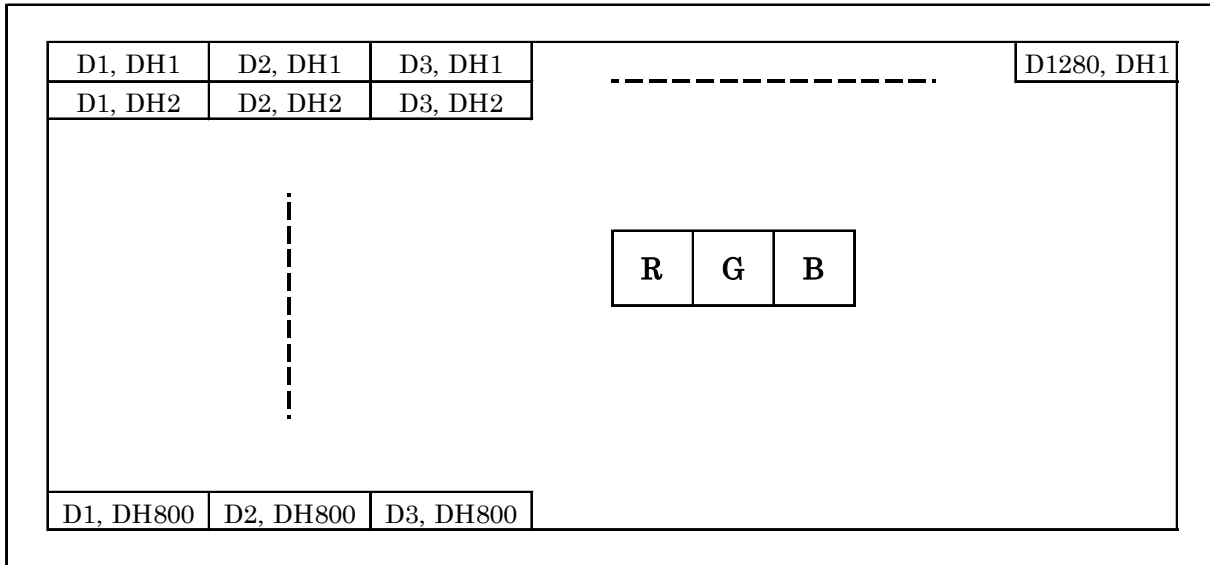 D1, DH1 D2, DH1 D3, DH1 D1280, DH1
D1, DH2 D2, DH2 D3, DH2
R G B
D1, DH800 D2, DH800 D3, DH800